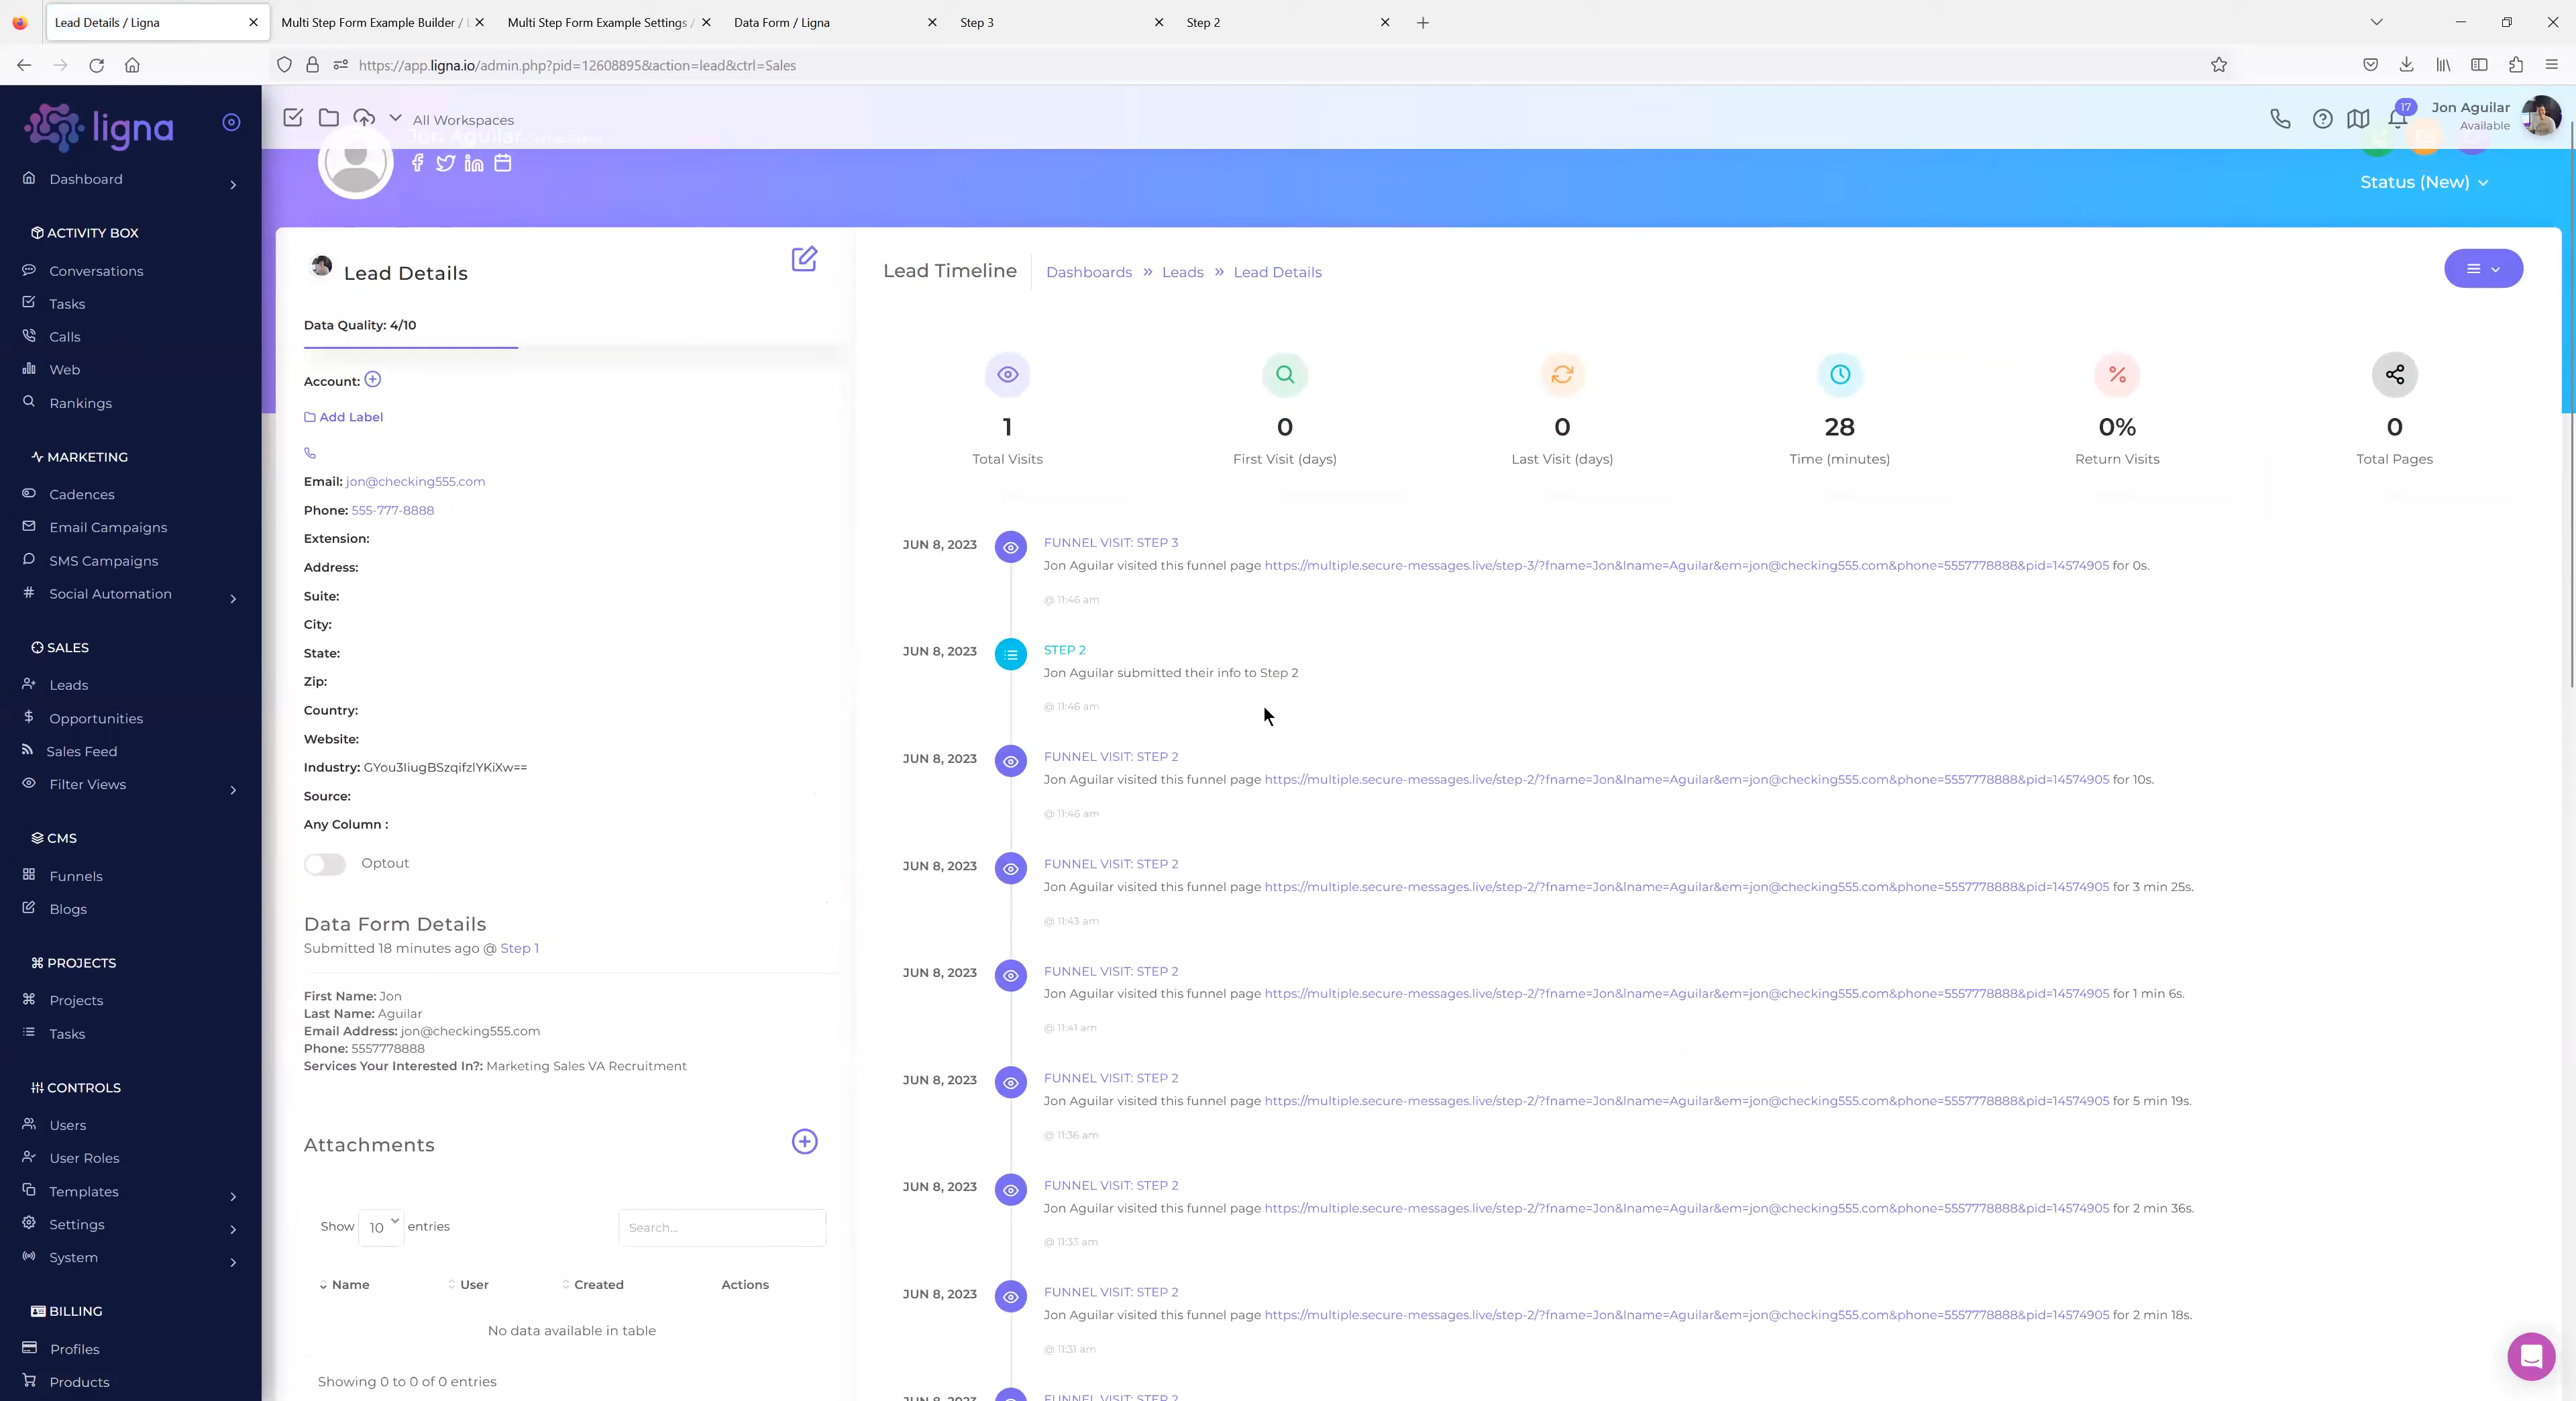 Lead Details / Ligna
Multi Step Form Example Builder / L
Multi Step Form Example Settings /
Data Form / Ligna
Step 3
Step 2
https://app.ligna.io/admin.php?pid=12608895&action=lead&ctrl=Sales
ligna
All Workspaces
17
Jon Aguilar
Available
Jon Aguilar
Status (New)
Dashboard
ACTIVITY BOX
Conversations
Tasks
Calls
Web
Rankings
MARKETING
Cadences
Email Campaigns
SMS Campaigns
Social Automation
SALES
Leads
Opportunities
Sales Feed
Filter Views
CMS
Funnels
Blogs
PROJECTS
Projects
Tasks
CONTROLS
Users
User Roles
Templates
Settings
System
BILLING
Profiles
Products
Lead Details
Data Quality: 4/10
Account:
Add Label
Email: jon@checking555.com
Phone: 555-777-8888
Extension:
Address:
Suite:
City:
State:
Zip:
Country:
Website:
Source:
Any Column :
Optout
Data Form Details
Submitted 18 minutes ago @ Step 1
First Name: Jon
Last Name: Aguilar
Email Address: jon@checking555.com
Phone: 5557778888
Services Your Interested In?: Marketing Sales VA Recruitment
Attachments
Show 10 entries
Search...
Name User Created Actions
No data available in table
Showing 0 to 0 of 0 entries
Lead Timeline
Dashboards » Leads » Lead Details
1 0 0 28 0% 0
Total Visits First Visit (days) Last Visit (days) Time (minutes) Return Visits Total Pages
JUN 8, 2023 FUNNEL VISIT: STEP 3
Jon Aguilar visited this funnel page https://multiple.secure-messages.live/step-3/?fname=Jon&lname=Aguilar&em=jon@checking555.com&phone=5557778888&pid=14574905 for 0s.
@ 11:46 am
JUN 8, 2023 STEP 2
Jon Aguilar submitted their info to Step 2
@ 11:46 am
JUN 8, 2023 FUNNEL VISIT: STEP 2
Jon Aguilar visited this funnel page https://multiple.secure-messages.live/step-2/?fname=Jon&lname=Aguilar&em=jon@checking555.com&phone=5557778888&pid=14574905 for 10s.
@ 11:46 am
JUN 8, 2023 FUNNEL VISIT: STEP 2
Jon Aguilar visited this funnel page https://multiple.secure-messages.live/step-2/?fname=Jon&lname=Aguilar&em=jon@checking555.com&phone=5557778888&pid=14574905 for 3 min 25s.
@ 11:43 am
JUN 8, 2023 FUNNEL VISIT: STEP 2
Jon Aguilar visited this funnel page https://multiple.secure-messages.live/step-2/?fname=Jon&lname=Aguilar&em=jon@checking555.com&phone=5557778888&pid=14574905 for 1 min 6s.
@ 11:41 am
JUN 8, 2023 FUNNEL VISIT: STEP 2
Jon Aguilar visited this funnel page https://multiple.secure-messages.live/step-2/?fname=Jon&lname=Aguilar&em=jon@checking555.com&phone=5557778888&pid=14574905 for 5 min 19s.
@ 11:36 am
JUN 8, 2023 FUNNEL VISIT: STEP 2
Jon Aguilar visited this funnel page https://multiple.secure-messages.live/step-2/?fname=Jon&lname=Aguilar&em=jon@checking555.com&phone=5557778888&pid=14574905 for 2 min 36s.
@ 11:33 am
JUN 8, 2023 FUNNEL VISIT: STEP 2
Jon Aguilar visited this funnel page https://multiple.secure-messages.live/step-2/?fname=Jon&lname=Aguilar&em=jon@checking555.com&phone=5557778888&pid=14574905 for 2 min 18s.
@ 11:31 am
JUN 8, 2023 FUNNEL VISIT: STEP 2